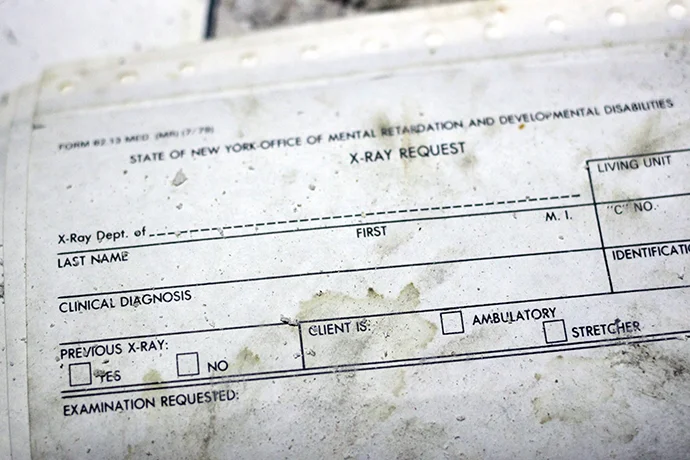 FORM 82.13 MED. (MR) (7/78)
STATE OF NEW YORK-OFFICE OF MENTAL RETARDATION AND DEVELOPMENTAL DISABILITIES
X-RAY REQUEST
LIVING UNIT
X-Ray Dept. of
"C" NO.
LAST NAME FIRST M. I.
IDENTIFICATI
CLINICAL DIAGNOSIS
PREVIOUS X-RAY:
YES NO
CLIENT IS: AMBULATORY
STRETCHER
EXAMINATION REQUESTED: